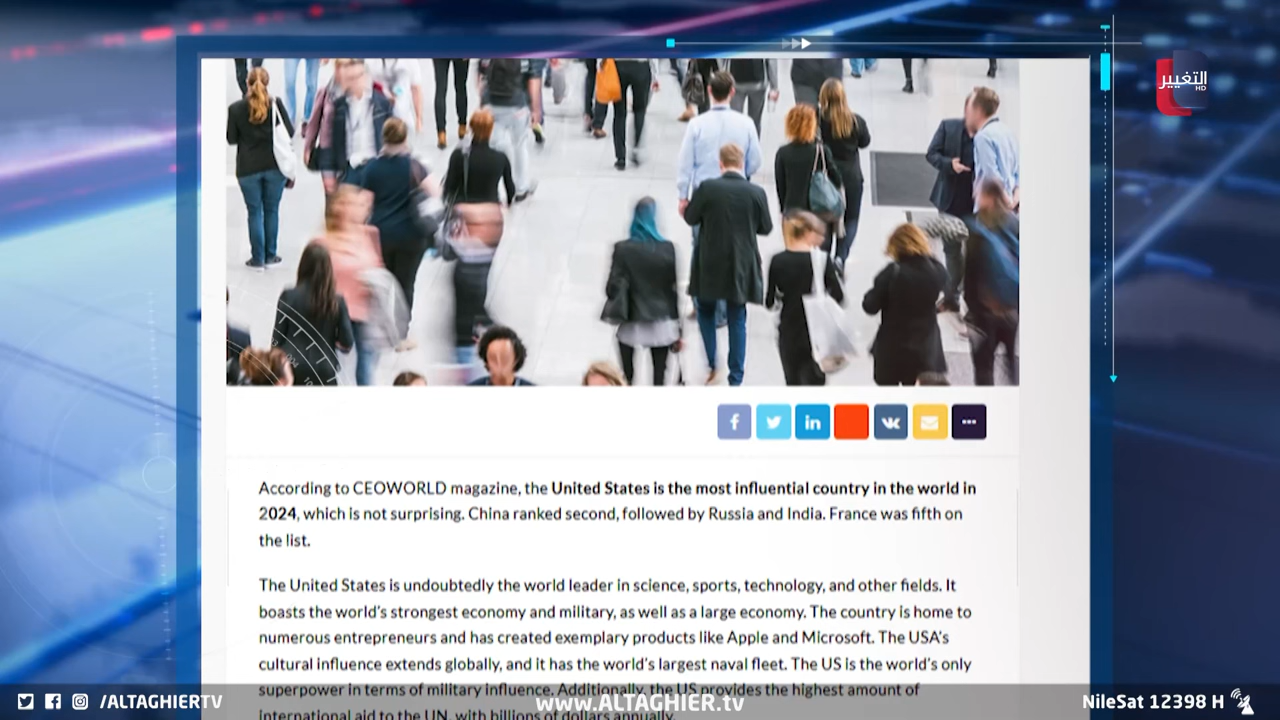 التغيير
HD
According to CEOWORLD magazine, the United States is the most influential country in the world in
2024, which is not surprising. China ranked second, followed by Russia and India. France was fifth on
the list.
The United States is undoubtedly the world leader in science, sports, technology, and other fields. It
boasts the world's strongest economy and military, as well as a large economy. The country is home to
numerous entrepreneurs and has created exemplary products like Apple and Microsoft. The USA's
cultural influence extends globally, and it has the world's largest naval fleet. The US is the world's only
superpower in terms of military influence. Additionally, the US provides the highest amount of
international aid to the UN, with billions of dollars annually.
/ALTAGHIERTV
www.ALTAGHIER.tv
NileSat 12398 H